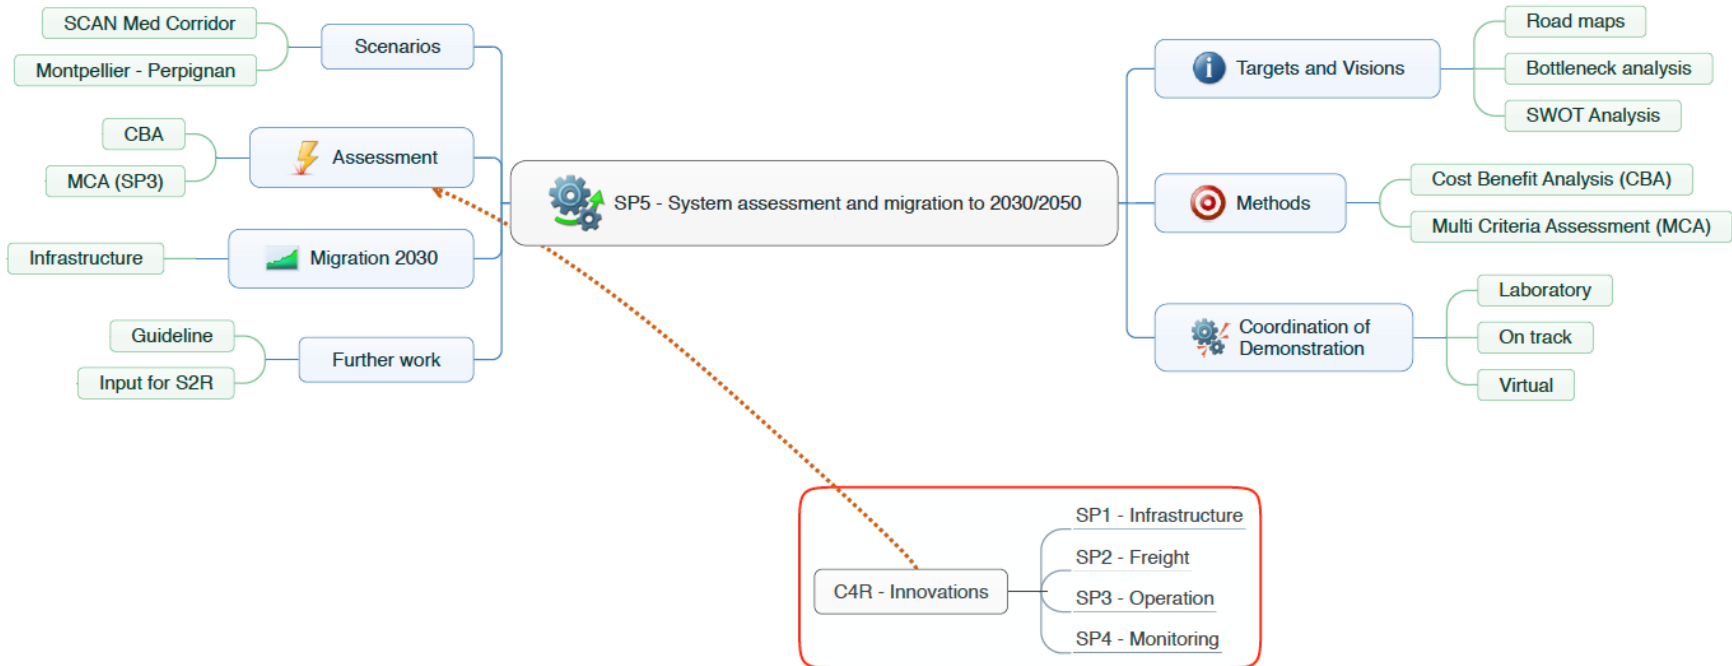 SCAN Med Corridor
Montpellier - Perpignan
Scenarios
CBA
MCA (SP3)
Assessment
Infrastructure
Migration 2030
Guideline
Input for S2R
Further work
SP5 - System assessment and migration to 2030/2050
Targets and Visions
Road maps
Bottleneck analysis
SWOT Analysis
Methods
Cost Benefit Analysis (CBA)
Multi Criteria Assessment (MCA)
Coordination of
Demonstration
Laboratory
On track
Virtual
C4R - Innovations
SP1 - Infrastructure
SP2 - Freight
SP3 - Operation
SP4 - Monitoring